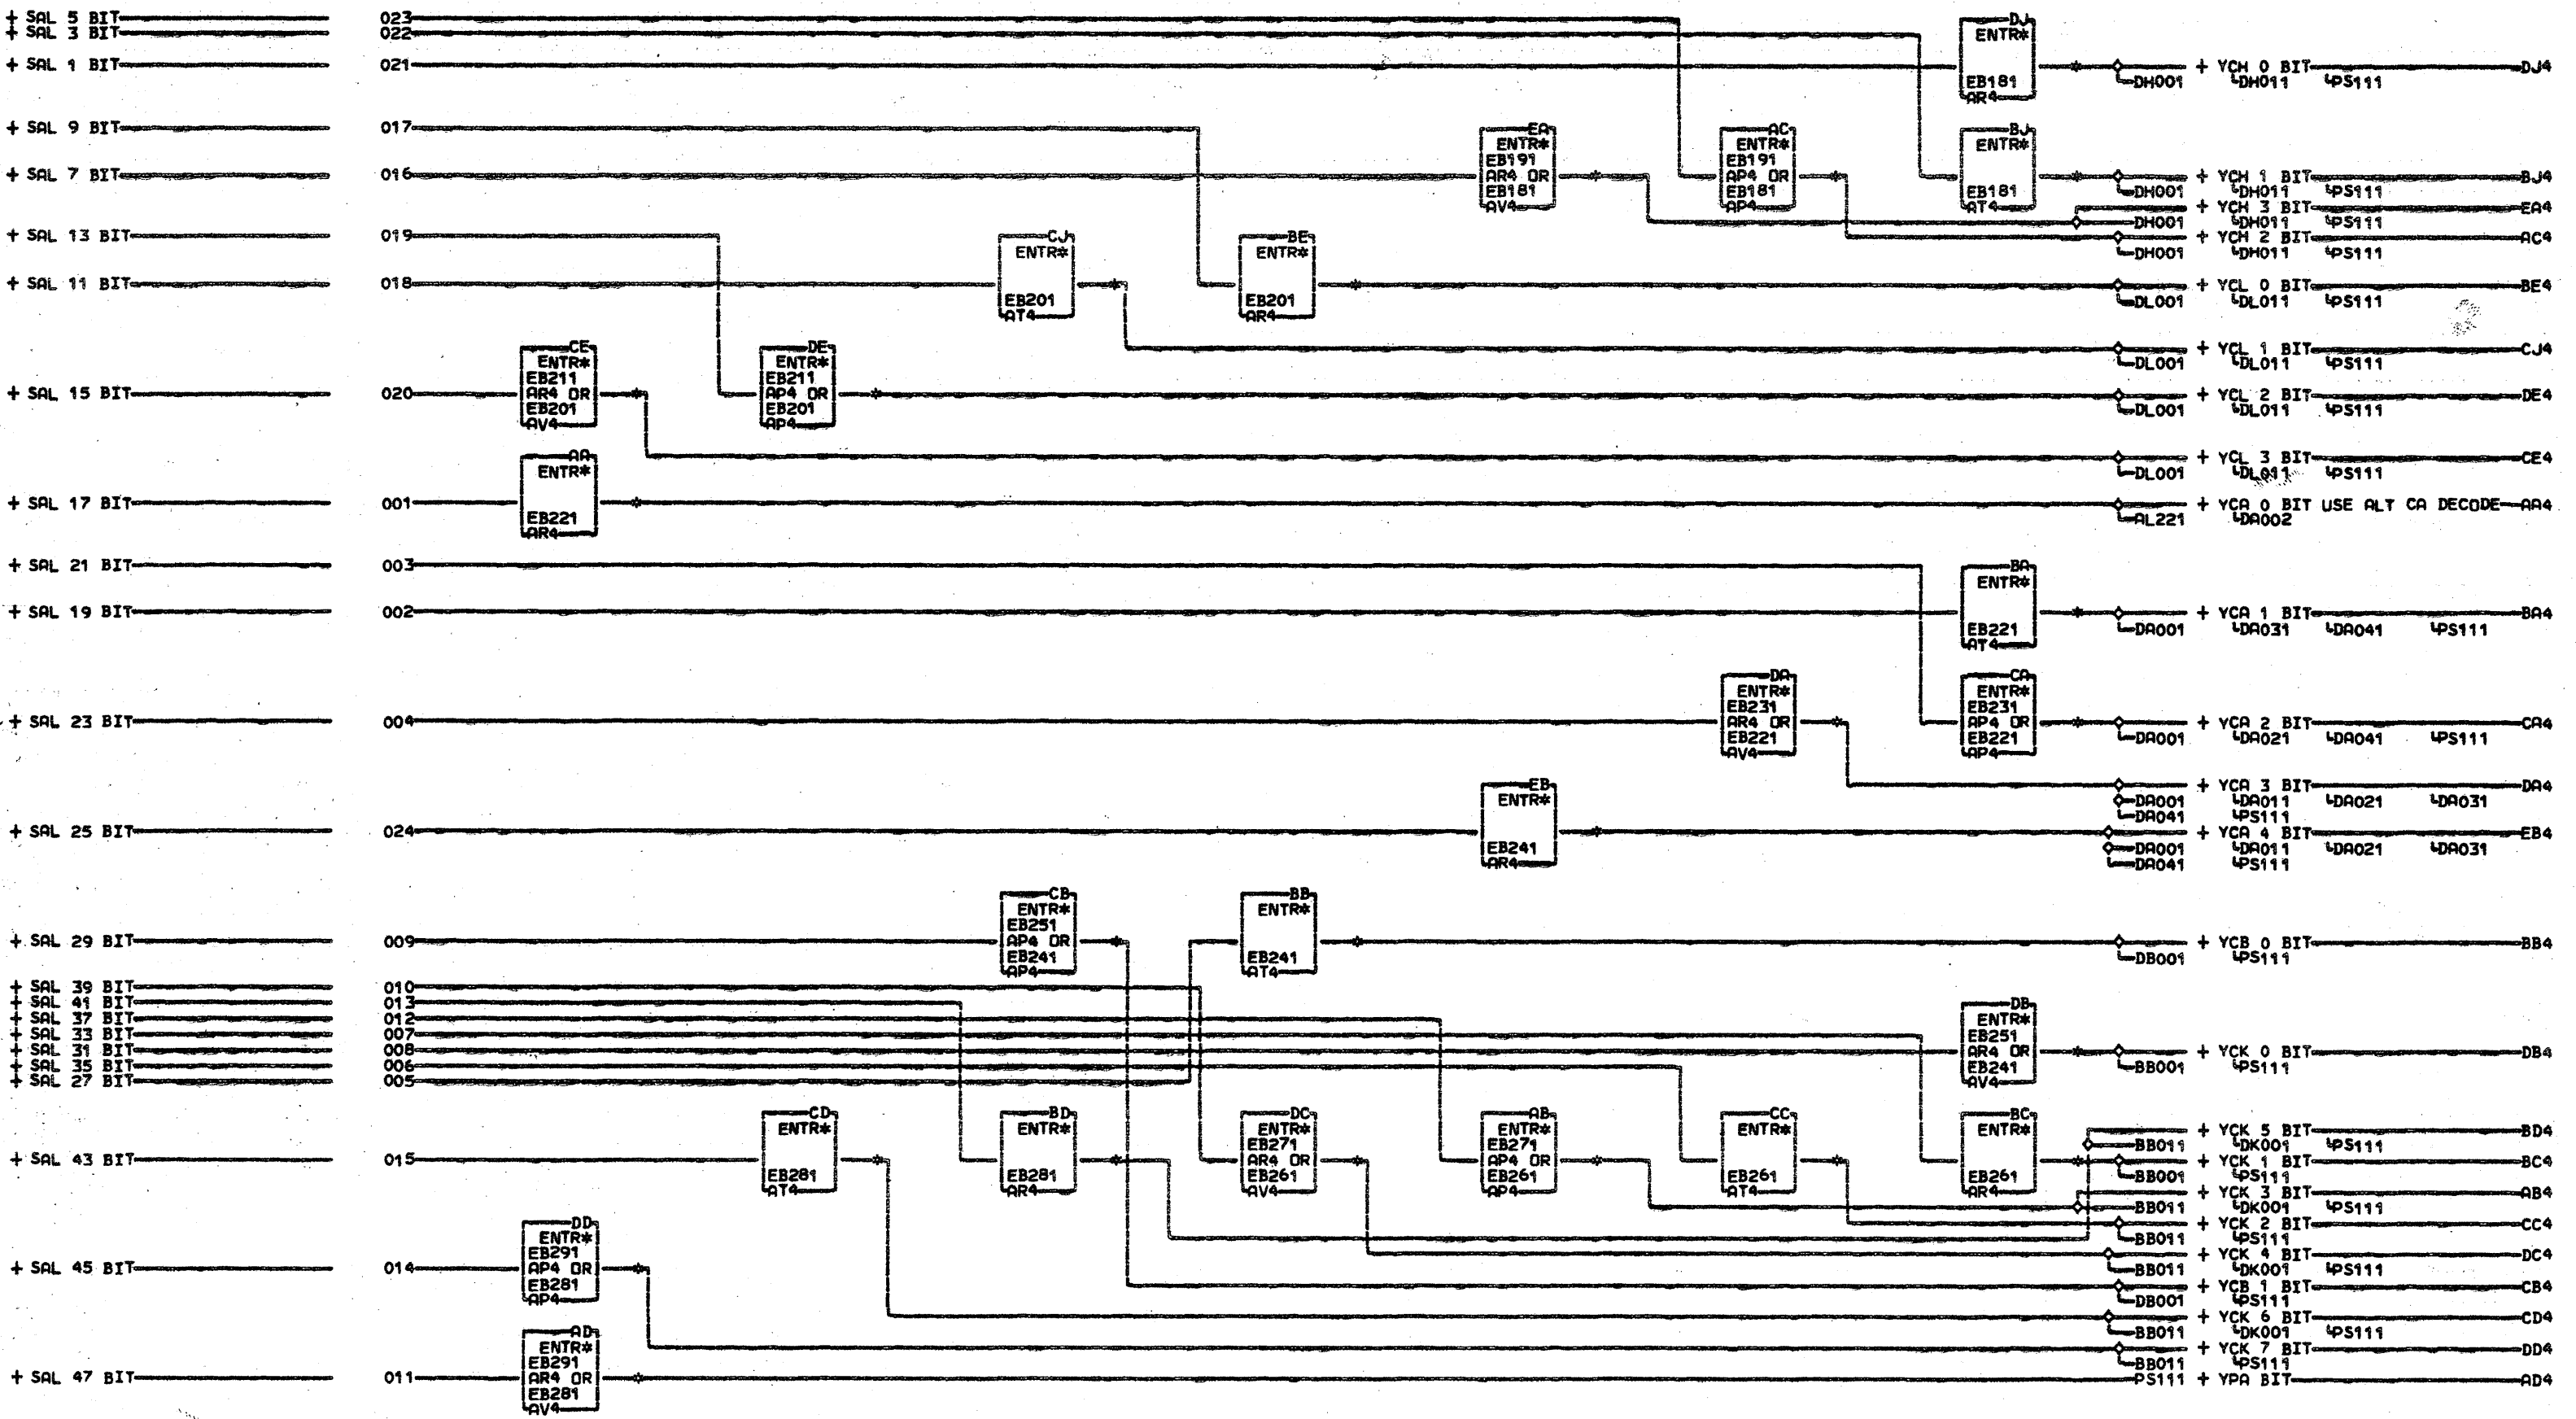 + SAL 5 BIT 023 DJ
+ SAL 3 BIT 022 ENTR*
+ SAL 1 BIT 021 + YCH 0 BIT DJ4
EB181 DH001 DH011 PS111
AR4
+ SAL 9 BIT 017 EA AC BJ
ENTR* ENTR* ENTR*
EB191 EB191
+ SAL 7 BIT 016 AR4 OR AP4 OR + YCH 1 BIT BJ4
EB181 EB181 EB181 DH001 DH011 PS111
AV4 AP4 AT4 + YCH 3 BIT EA4
DH001 DH011 PS111
+ SAL 13 BIT 019 CJ BE + YCH 2 BIT AC4
ENTR* ENTR* DH001 DH011 PS111
+ SAL 11 BIT 018 + YCL 0 BIT BE4
EB201 EB201 DL001 DL011 PS111
AT4 AR4
CE DE + YCL 1 BIT CJ4
ENTR* ENTR* DL001 DL011 PS111
EB211 EB211
+ SAL 15 BIT 020 AR4 OR AP4 OR + YCL 2 BIT DE4
EB201 EB201 DL001 DL011 PS111
AV4 AP4
AA + YCL 3 BIT CE4
ENTR* DL001 DL011 PS111
+ SAL 17 BIT 001 + YCA 0 BIT USE ALT CA DECODE AA4
EB221 AL221 DA002
AR4
+ SAL 21 BIT 003 BA
ENTR*
+ SAL 19 BIT 002 + YCA 1 BIT BA4
EB221 DA001 DA031 DA041 PS111
AT4
DA CA
ENTR* ENTR*
EB231 EB231
+ SAL 23 BIT 004 AR4 OR AP4 OR + YCA 2 BIT CA4
EB221 EB221 DA001 DA021 DA041 PS111
AV4 AP4
EB + YCA 3 BIT DA4
ENTR* DA001 DA011 DA021 DA031
DA041 PS111
+ SAL 25 BIT 024 + YCA 4 BIT EB4
EB241 DA001 DA011 DA021 DA031
AR4 DA041 PS111
CB BB
ENTR* ENTR*
EB251
+ SAL 29 BIT 009 AP4 OR + YCB 0 BIT BB4
EB241 EB241 DB001 PS111
AP4 AT4
+ SAL 39 BIT 010
+ SAL 41 BIT 013 DB
+ SAL 37 BIT 012 ENTR*
+ SAL 33 BIT 007 EB251
+ SAL 31 BIT 008 AR4 OR + YCK 0 BIT DB4
+ SAL 35 BIT 006 EB241 BB001 PS111
+ SAL 27 BIT 005 AV4
CD BD DC AB CC BC
ENTR* ENTR* ENTR* ENTR* ENTR* ENTR* + YCK 5 BIT BD4
EB271 EB271 BB011 DK001 PS111
+ SAL 43 BIT 015 AR4 OR AP4 OR + YCK 1 BIT BC4
EB281 EB281 EB261 EB261 EB261 EB261 BB001 PS111
AT4 AR4 AV4 AP4 AT4 AR4 + YCK 3 BIT AB4
BB011 DK001 PS111
DD + YCK 2 BIT CC4
ENTR* BB011 PS111
EB291 + YCK 4 BIT DC4
+ SAL 45 BIT 014 AP4 OR BB011 DK001 PS111
EB281 + YCB 1 BIT CB4
AP4 DB001 PS111
+ YCK 6 BIT CD4
AD BB011 DK001 PS111
ENTR* + YCK 7 BIT DD4
EB291 BB011 PS111
+ SAL 47 BIT 011 AR4 OR PS111 + YPA BIT AD4
EB281
AV4